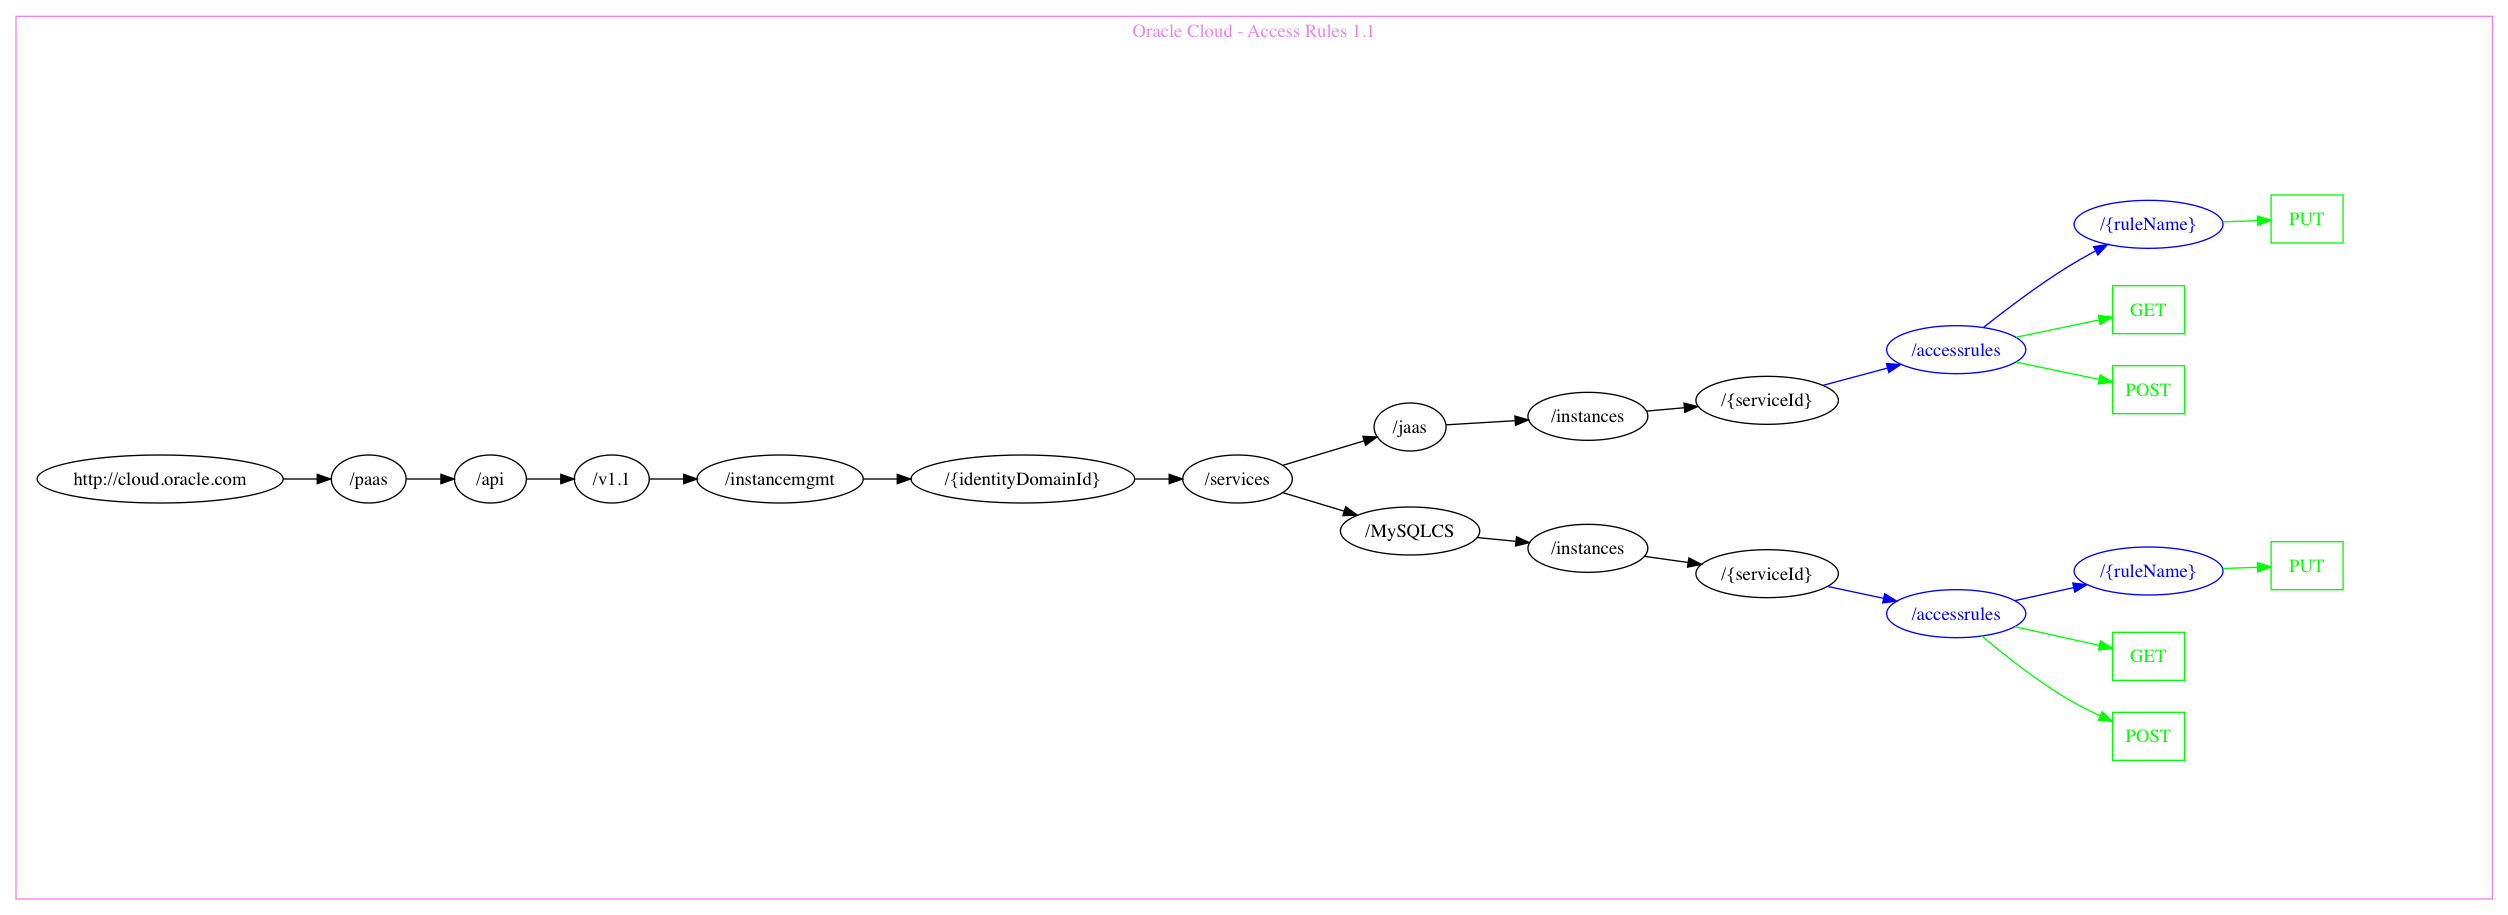 Oracle Cloud - Access Rules 1.1
http://cloud.oracle.com
/paas
/api
/v1.1
/instancemgmt
/{identityDomainId}
/services
/jaas
/instances
/{serviceId}
/accessrules
/{ruleName}
PUT
GET
POST
/MySQLCS
/instances
/{serviceId}
/accessrules
/{ruleName}
PUT
GET
POST